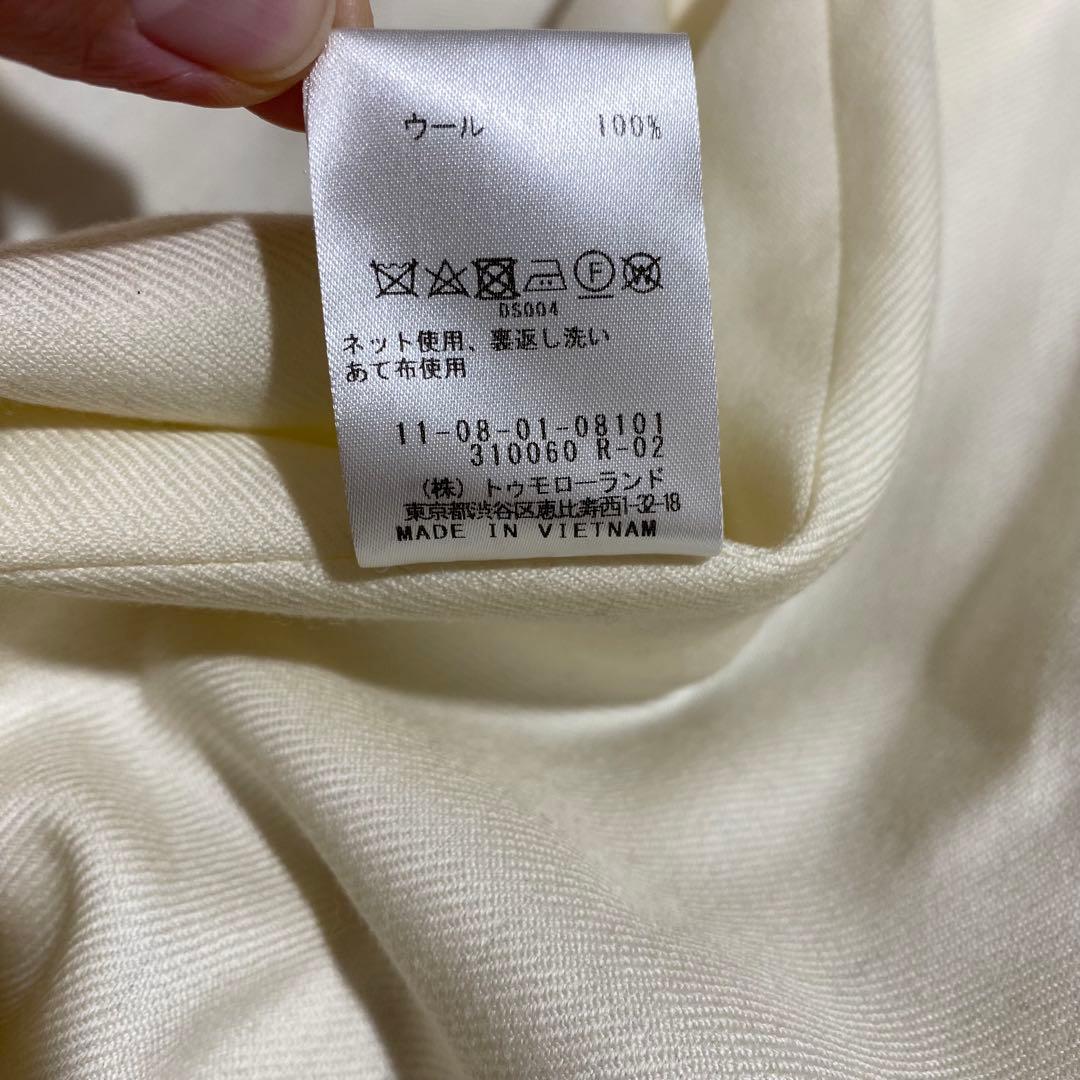 ウール 100%
F W
DS004
ネット使用、裏返し洗い
あて布使用
11-08-01-08101
310060 R-02
(株)トゥモローランド
東京都渋谷区恵比寿西1-32-18
MADE IN VIETNAM